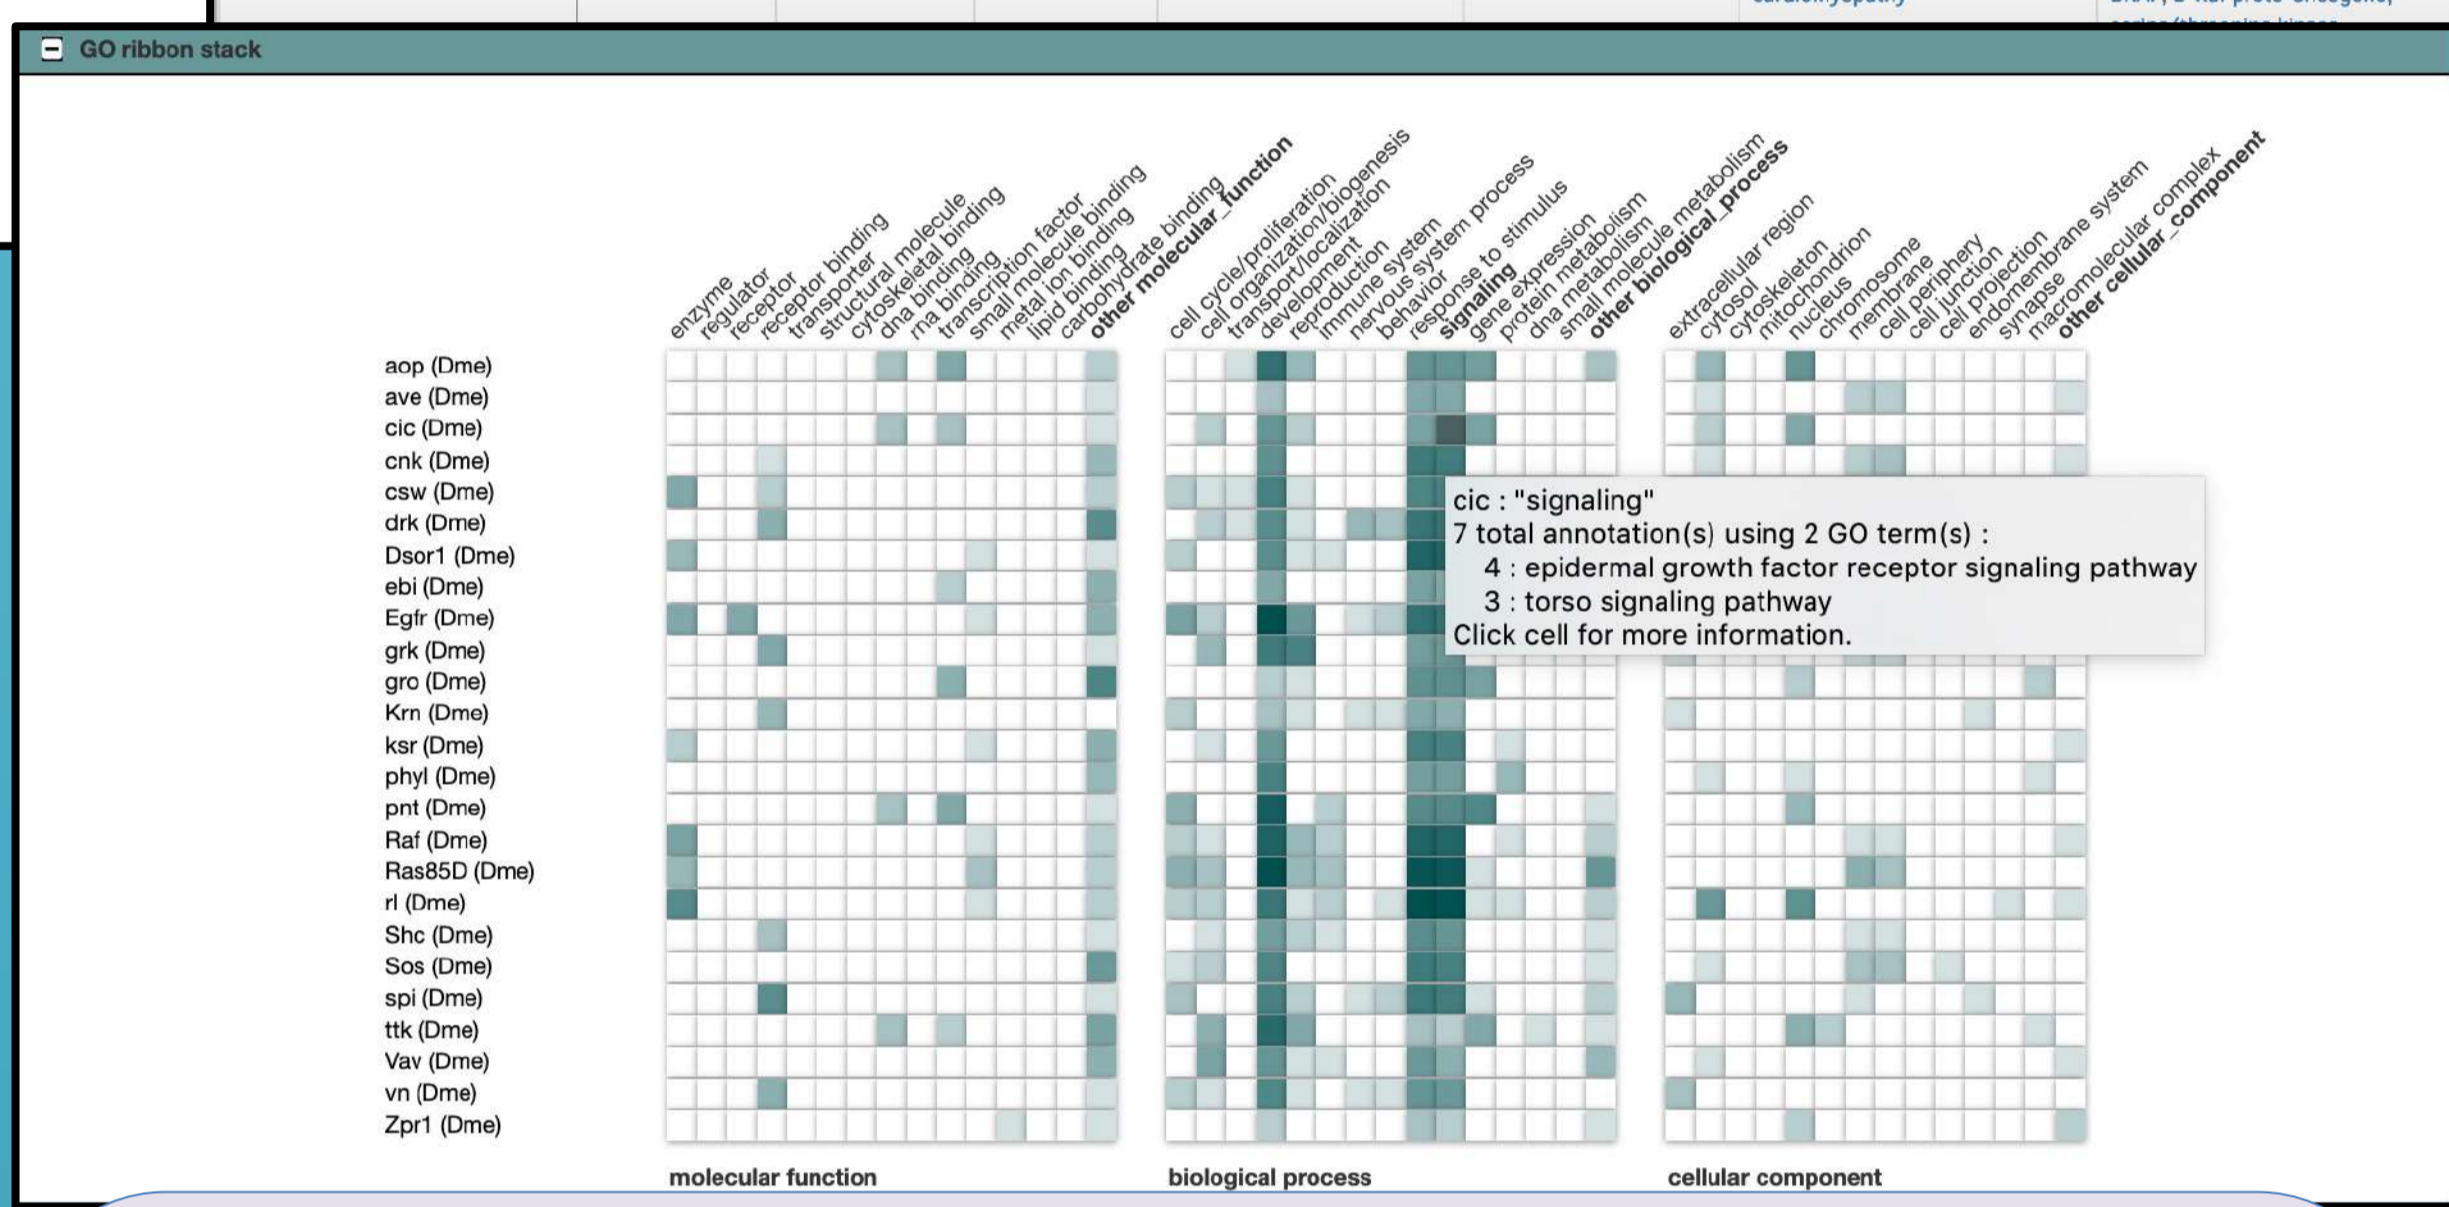 GO ribbon stack
enzyme
regulator
receptor
receptor binding
transporter
structural molecule
cytoskeletal binding
dna binding
rna binding
transcription factor
small molecule binding
metal ion binding
lipid binding
carbohydrate binding
other molecular_function
cell cycle/proliferation
cell organization/biogenesis
transport/localization
development
reproduction
immune system
nervous system process
behavior
response to stimulus
signaling
gene expression
protein metabolism
dna metabolism
small molecule metabolism
other biological_process
extracellular region
cytosol
cytoskeleton
mitochondrion
nucleus
chromosome
membrane
cell periphery
cell junction
cell projection
endomembrane system
synapse
macromolecular complex
other cellular_component
aop (Dme)
ave (Dme)
cic (Dme)
cnk (Dme)
csw (Dme)
drk (Dme)
Dsor1 (Dme)
ebi (Dme)
Egfr (Dme)
grk (Dme)
gro (Dme)
Krn (Dme)
ksr (Dme)
phyl (Dme)
pnt (Dme)
Raf (Dme)
Ras85D (Dme)
rl (Dme)
Shc (Dme)
Sos (Dme)
spi (Dme)
ttk (Dme)
Vav (Dme)
vn (Dme)
Zpr1 (Dme)
cic : "signaling"
7 total annotation(s) using 2 GO term(s) :
4 : epidermal growth factor receptor signaling pathway
3 : torso signaling pathway
Click cell for more information.
molecular function
biological process
cellular component